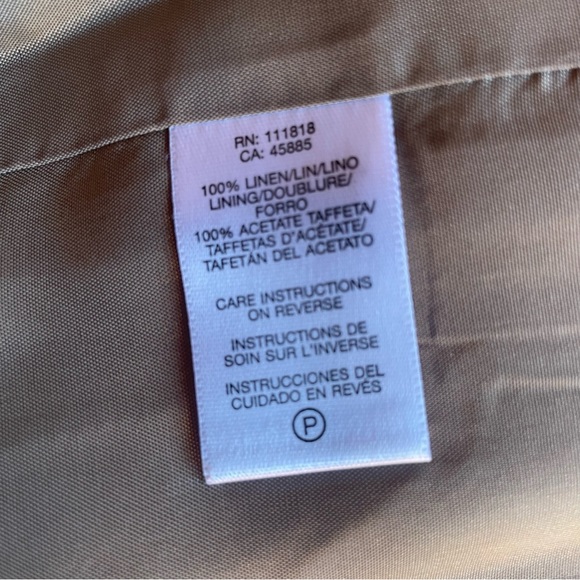 RN: 111818
CA: 45885
100% LINEN/LIN/LINO
LINING/DOUBLURE/
FORRO
100% ACETATE TAFFETA/
TAFFETAS D'ACÉTATE/
TAFETÁN DEL ACETATO
CARE INSTRUCTIONS
ON REVERSE
INSTRUCTIONS DE
SOIN SUR L'INVERSE
INSTRUCCIONES DEL
CUIDADO EN REVÉS
P